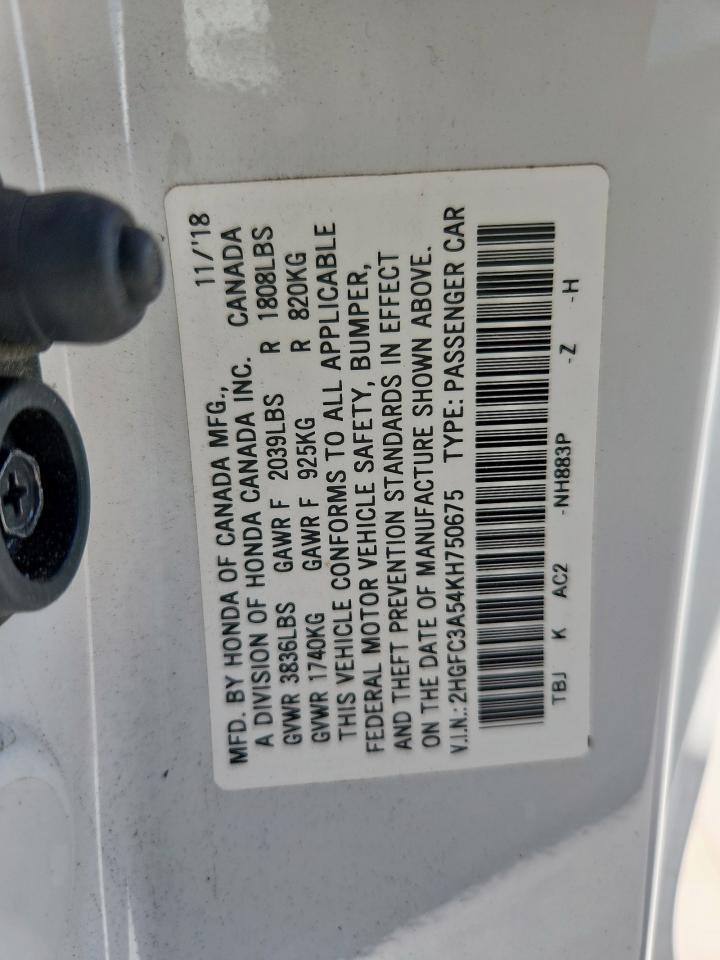 MFD. BY HONDA OF CANADA MFG., 11/'18
A DIVISION OF HONDA CANADA INC. CANADA
GVWR 3836LBS GAWR F 2039LBS R 1808LBS
GVWR 1740KG GAWR F 925KG R 820KG
THIS VEHICLE CONFORMS TO ALL APPLICABLE
FEDERAL MOTOR VEHICLE SAFETY, BUMPER,
AND THEFT PREVENTION STANDARDS IN EFFECT
ON THE DATE OF MANUFACTURE SHOWN ABOVE.
V.I.N.: 2HGFC3A54KH750675 TYPE: PASSENGER CAR
TBJ K AC2 -NH883P -Z -H